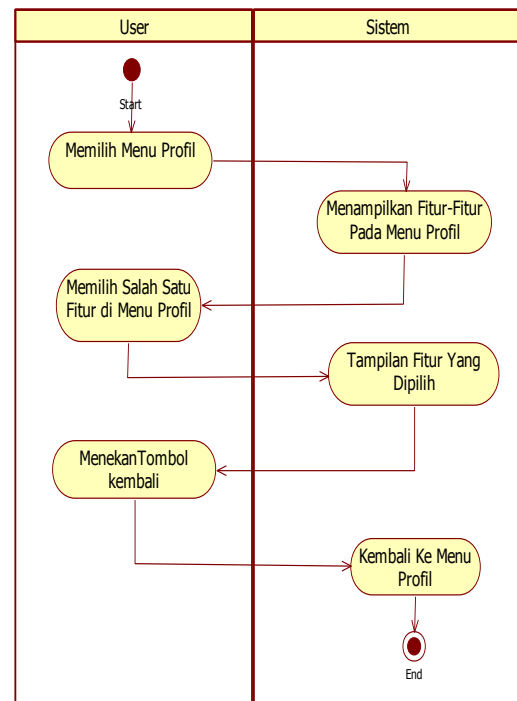 User
Sistem
Start
Memilih Menu Profil
Menampilkan Fitur-Fitur
Pada Menu Profil
Memilih Salah Satu
Fitur di Menu Profil
Tampilan Fitur Yang
Dipilih
MenekanTombol
kembali
Kembali Ke Menu
Profil
End